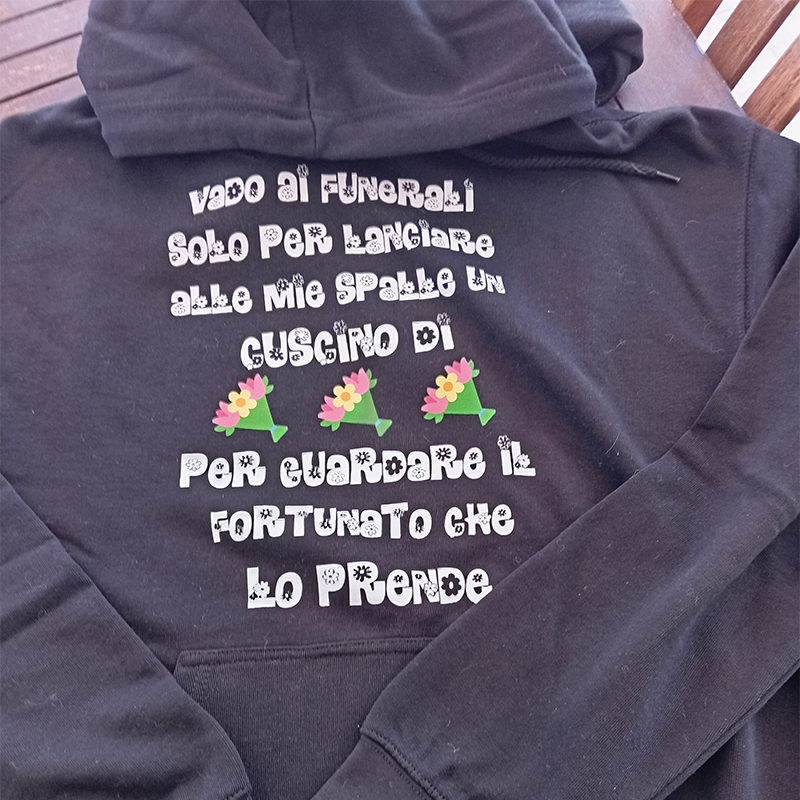 VADO AI FUNERALI
SOLO PER LANCIARE
ALLE MIE SPALLE UN
CUSCINO DI
PER GUARDARE IL
FORTUNATO CHE
LO PRENDE